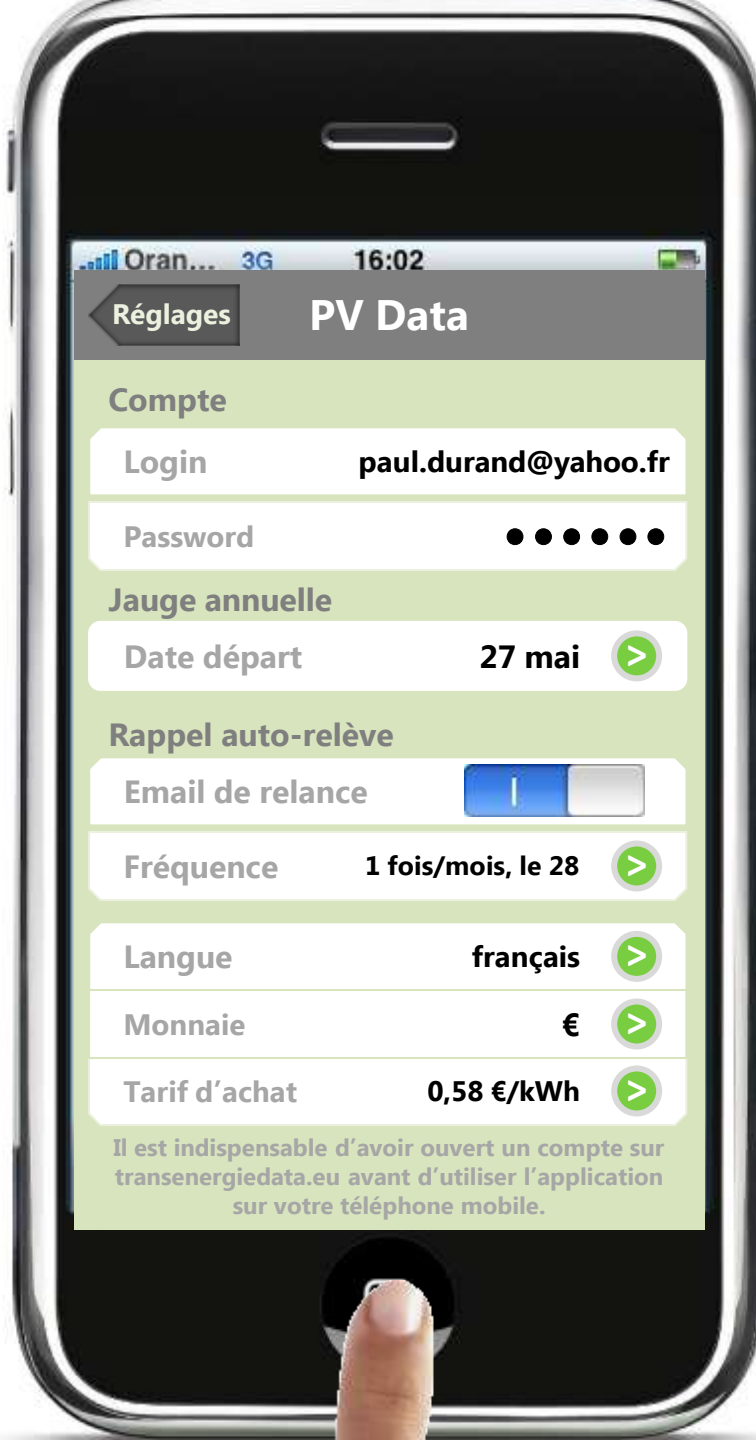 Oran... 3G 16:02
Réglages PV Data
Compte
Login paul.durand@yahoo.fr
Password ●●●●●●
Jauge annuelle
Date départ 27 mai >
Rappel auto-relève
Email de relance I
Fréquence 1 fois/mois, le 28 >
Langue français >
Monnaie € >
Tarif d’achat 0,58 €/kWh >
Il est indispensable d’avoir ouvert un compte sur
transenergiedata.eu avant d’utiliser l’application
sur votre téléphone mobile.